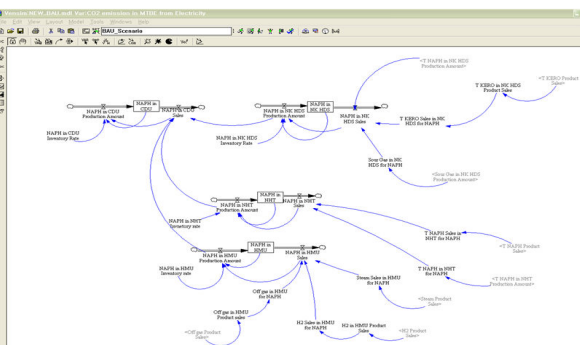 Vensim:NEW_BAU.mdl Var:CO2 emission to MTOE from Electricity
File Edit View Layout Model Tools Windows Help
BAU_Scenario
<T NAPH in NK HDS
Production Amount>
T KERO in NK HDS
Product Sales
<T KERO Product
Sales>
NAPH in
CDU
NAPH in CDU
Production Amount
NAPH in CDU
Sales
NAPH in CDU
Inventory Rate
NAPH in
NK HDS
NAPH in NK HDS
Production Amount
NAPH in NK
HDS Sales
NAPH in NK HDS
Inventory Rate
T KERO Sales in NK
HDS for NAPH
Sour Gas in NK
HDS for NAPH
<Sour Gas in NK HDS
Production Amount>
NAPH in
NHT
NAPH in NHT
Production Amount
NAPH in NHT
Sales
NAPH in NHT
Inventory rate
T NAPH Sales in
NHT for NAPH
<T NAPH Product
Sales>
NAPH in
HMU
NAPH in HMU
Production Amount
NAPH in HMU
Sales
NAPH in HMU
Inventory rate
T NAPH in NHT
for NAPH
<T NAPH in NHT
Production Amount>
Steam Sales in HMU
for NAPH
<Steam Product
Sales>
Off gas in HMU
for NAPH
Off gas in HMU
Product sales
<Off gas Product
Sales>
H2 Sales in HMU
for NAPH
H2 in HMU Product
Sales
<H2 Product
Sales>